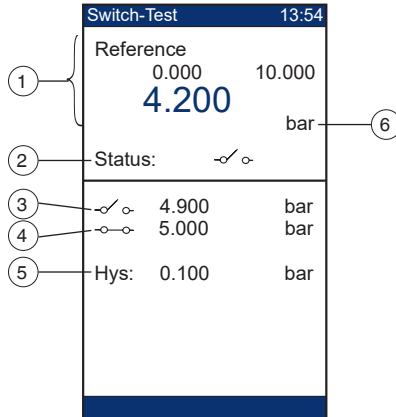 Switch-Test 13:54
Reference
0.000 10.000
4.200
bar
Status:
4.900 bar
5.000 bar
Hys: 0.100 bar
1
2
3
4
5
6